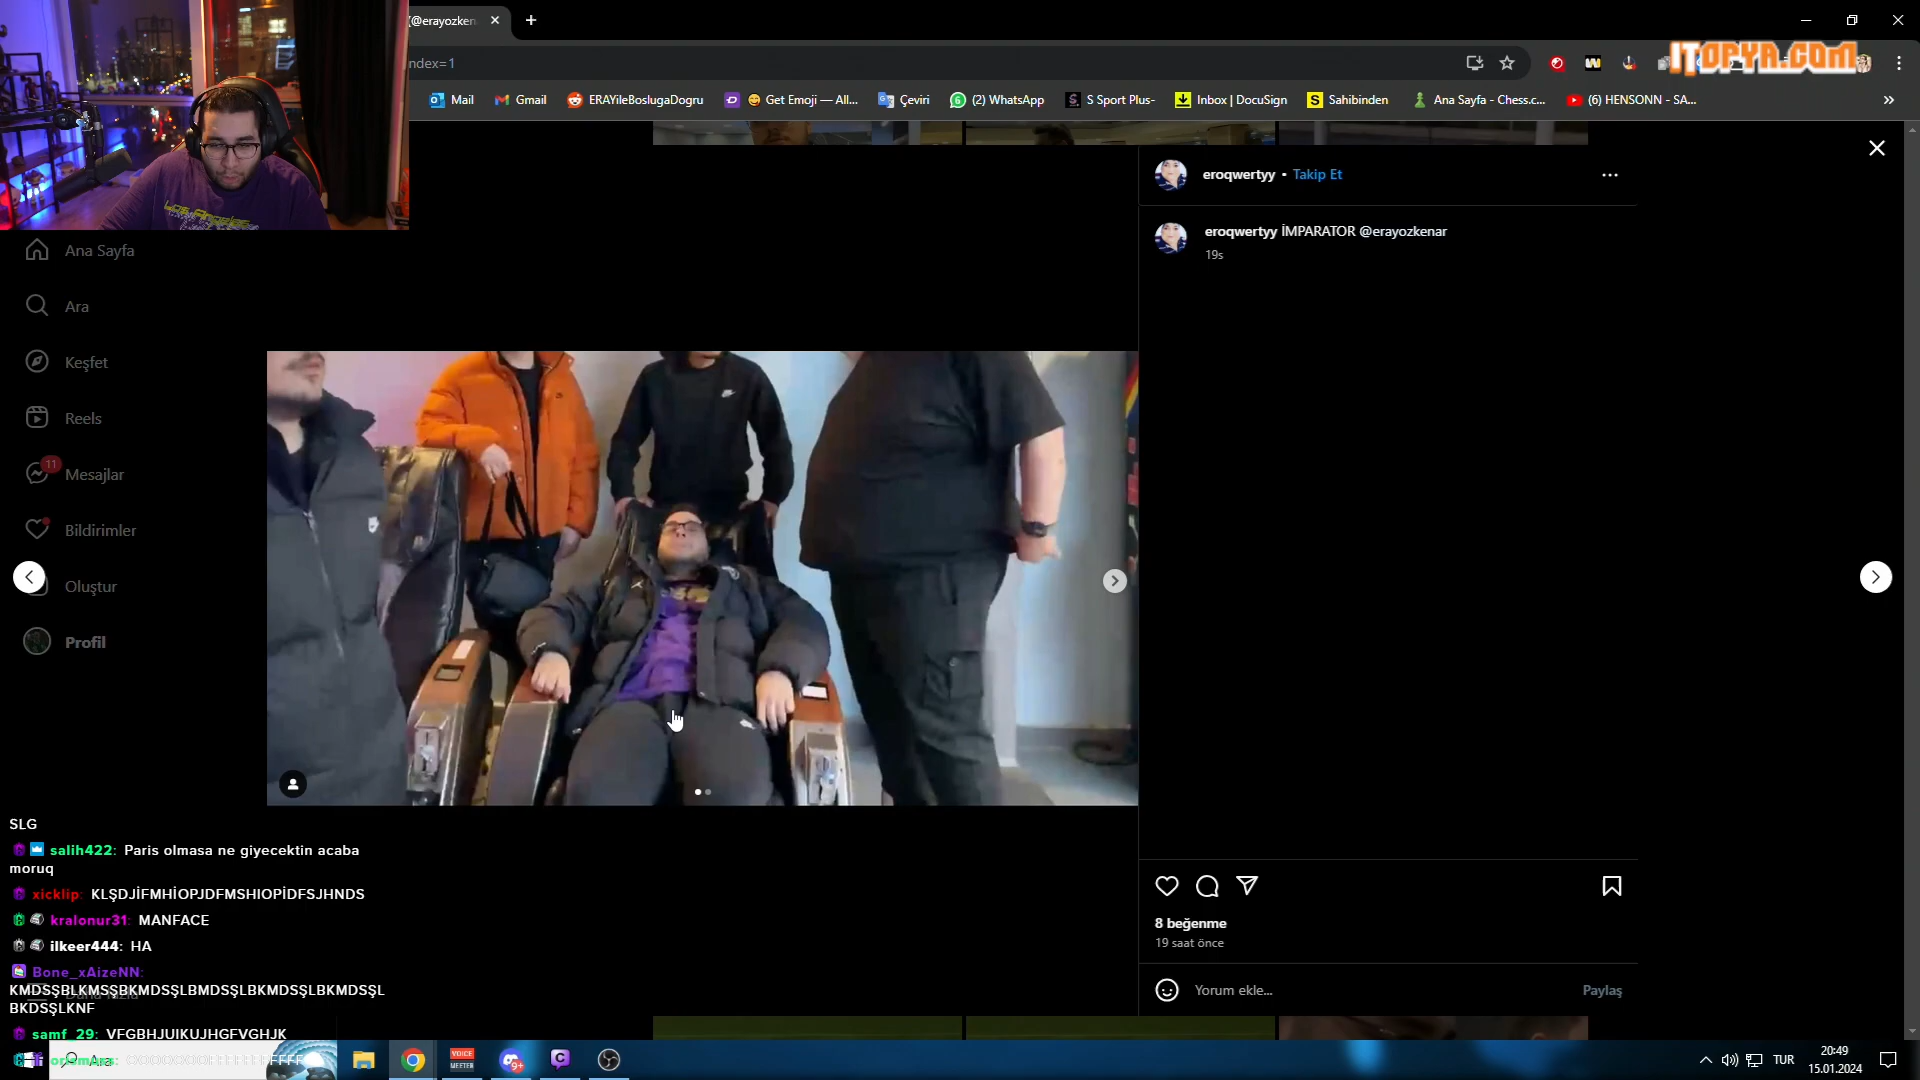 (@erayozken
ndex=1
ITOPYA.COM
Mail
Gmail
ERAYileBoslugaDogru
Get Emoji — All...
Çeviri
(2) WhatsApp
S Sport Plus-
Inbox | DocuSign
Sahibinden
Ana Sayfa - Chess.c...
(6) HENSONN - SA...
»
eroqwertyy • Takip Et
eroqwertyy İMPARATOR @erayozkenar
19s
Ana Sayfa
Ara
Keşfet
Reels
11
Mesajlar
Bildirimler
Oluştur
Profil
SLG
salih422: Paris olmasa ne giyecektin acaba
moruq
xicklip: KLŞDJİFMHİOPJDFMSHIOPİDFSJHNDS
kralonur31: MANFACE
ilkeer444: HA
Bone_xAizeNN:
KMDSŞBLKMSŞBKMDSŞLBMDSŞLBKMDSŞLBKMDSŞL
BKDSŞLKNF
samf_29: VFGBHJUIKUJHGFVGHJK
8 beğenme
19 saat önce
Yorum ekle...
Paylaş
Ara
VOICE
MEETER
9+
TUR
20:49
15.01.2024